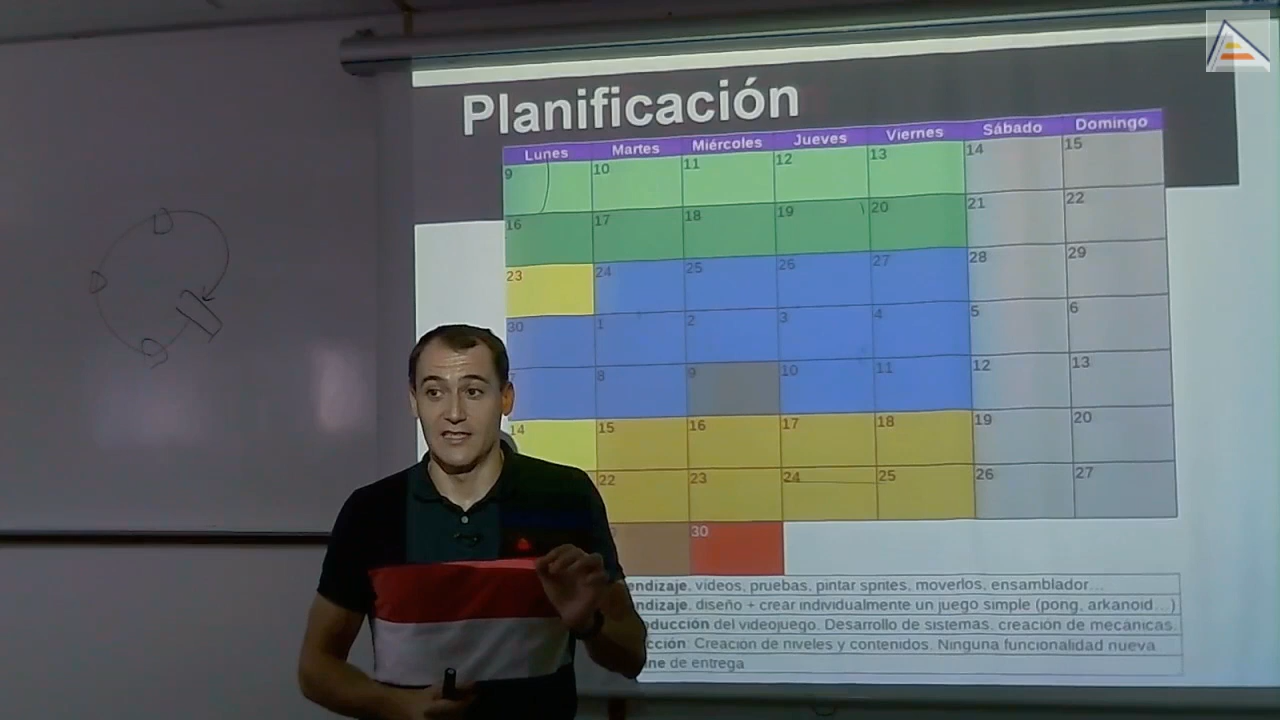 Planificación
Lunes Martes Miércoles Jueves Viernes Sábado Domingo
9 10 11 12 13 14 15
16 17 18 19 20 21 22
23 24 25 26 27 28 29
30 1 2 3 4 5 6
7 8 9 10 11 12 13
14 15 16 17 18 19 20
22 23 24 25 26 27
30
endizaje, videos, pruebas, pintar sprites, moverlos, ensamblador...
ndizaje, diseño + crear individualmente un juego simple (pong, arkanoid...)
oducción del videojuego. Desarrollo de sistemas, creación de mecánicas.
cción: Creación de niveles y contenidos. Ninguna funcionalidad nueva
ine de entrega